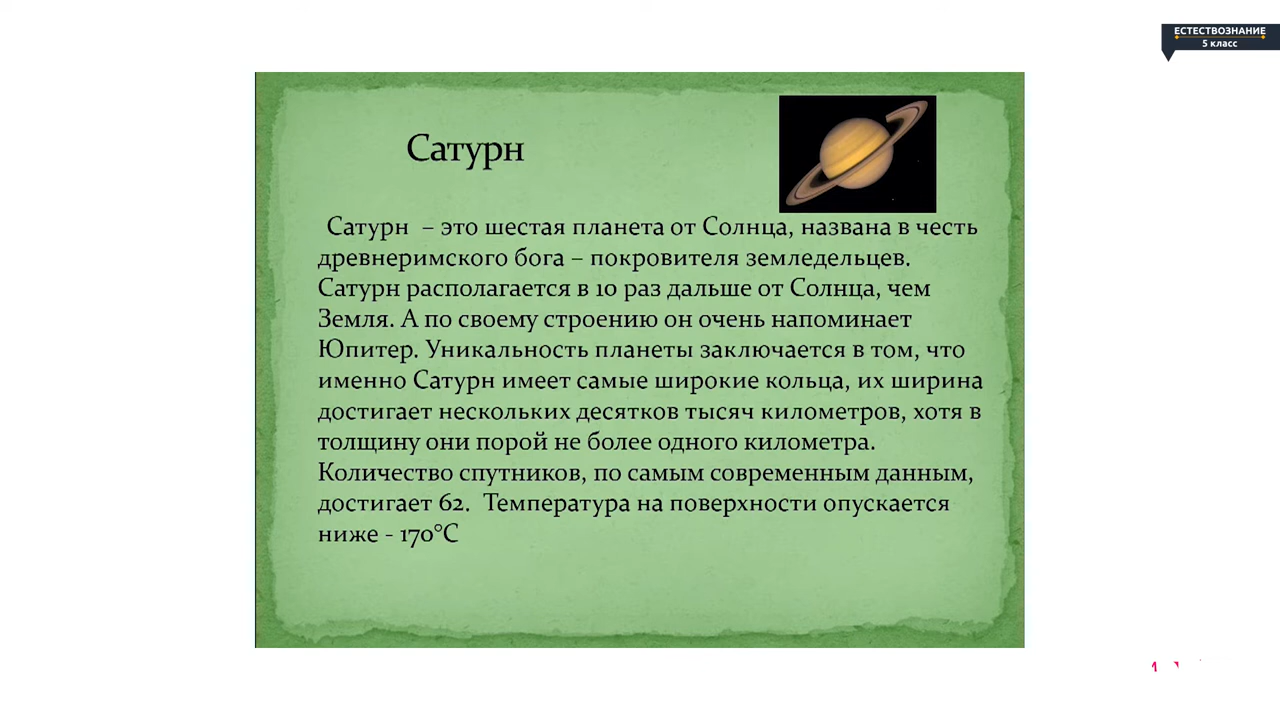 ЕСТЕСТВОЗНАНИЕ
5 класс
Сатурн
Сатурн – это шестая планета от Солнца, названа в честь
древнеримского бога – покровителя земледельцев.
Сатурн располагается в 10 раз дальше от Солнца, чем
Земля. А по своему строению он очень напоминает
Юпитер. Уникальность планеты заключается в том, что
именно Сатурн имеет самые широкие кольца, их ширина
достигает нескольких десятков тысяч километров, хотя в
толщину они порой не более одного километра.
Количество спутников, по самым современным данным,
достигает 62. Температура на поверхности опускается
ниже - 170°С